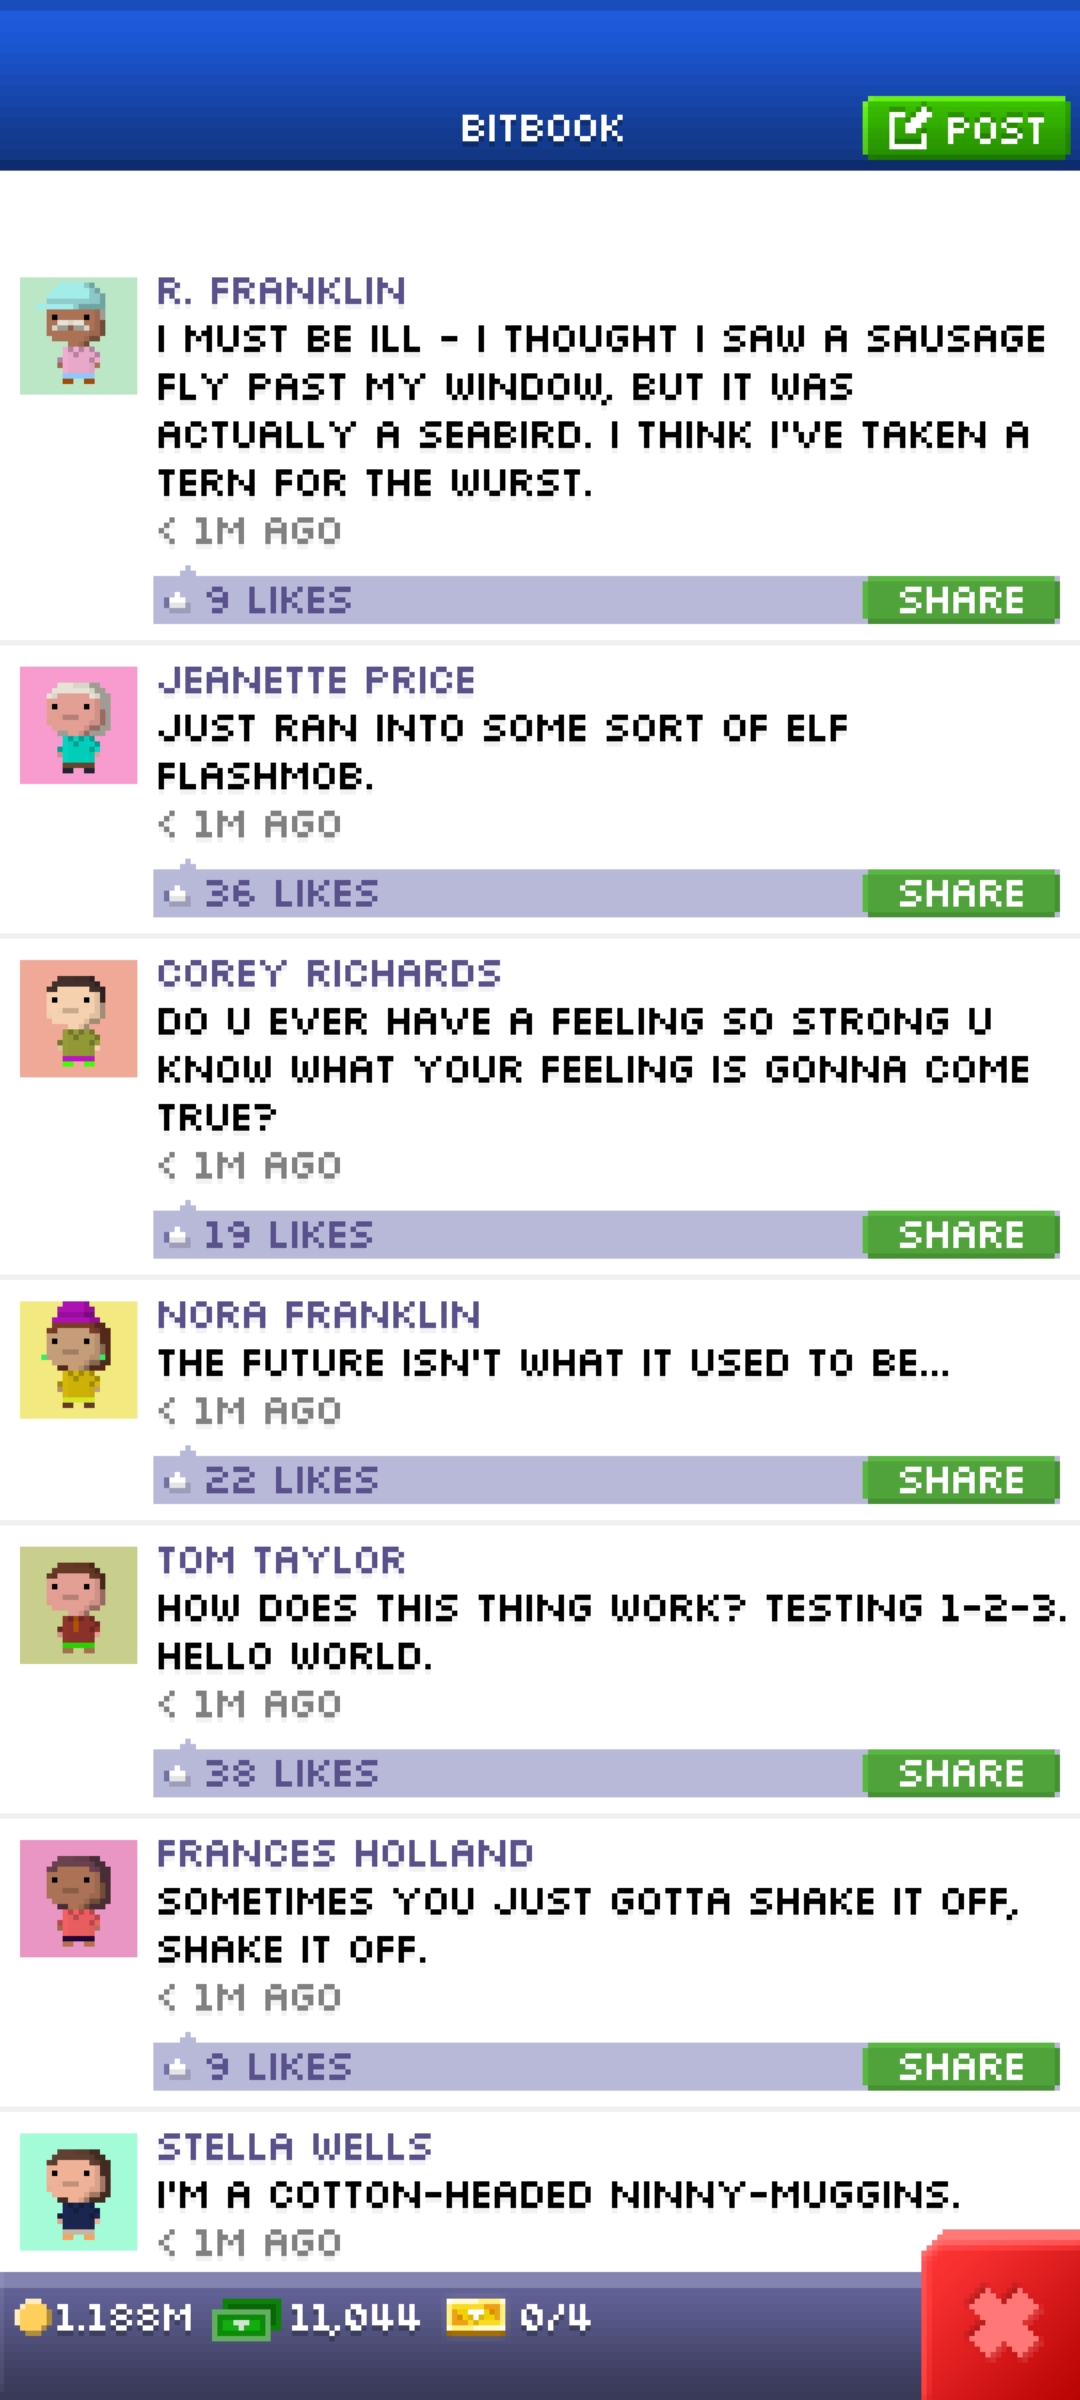 BITBOOK
POST
R. FRANKLIN
I MUST BE ILL - I THOUGHT I SAW A SAUSAGE
FLY PAST MY WINDOW, BUT IT WAS
ACTUALLY A SEABIRD. I THINK I'VE TAKEN A
TERN FOR THE WURST.
< 1M AGO
9 LIKES
SHARE
JEANETTE PRICE
JUST RAN INTO SOME SORT OF ELF
FLASHMOB.
< 1M AGO
36 LIKES
SHARE
COREY RICHARDS
DO U EVER HAVE A FEELING SO STRONG U
KNOW WHAT YOUR FEELING IS GONNA COME
TRUE?
< 1M AGO
19 LIKES
SHARE
NORA FRANKLIN
THE FUTURE ISN'T WHAT IT USED TO BE...
< 1M AGO
22 LIKES
SHARE
TOM TAYLOR
HOW DOES THIS THING WORK? TESTING 1-2-3.
HELLO WORLD.
< 1M AGO
38 LIKES
SHARE
FRANCES HOLLAND
SOMETIMES YOU JUST GOTTA SHAKE IT OFF,
SHAKE IT OFF.
< 1M AGO
9 LIKES
SHARE
STELLA WELLS
I'M A COTTON-HEADED NINNY-MUGGINS.
< 1M AGO
1.188M 11,044 0/4